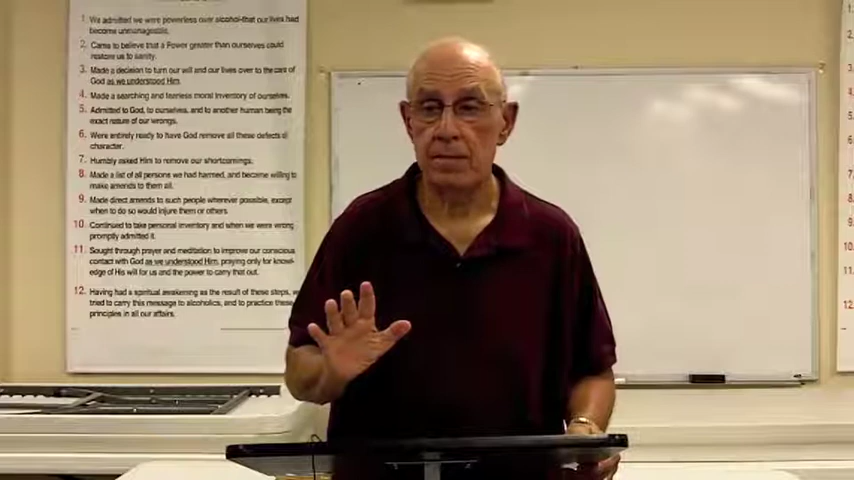 1. We admitted we were powerless over alcohol-that our lives had
become unmanageable.
2. Came to believe that a Power greater than ourselves could
restore us to sanity.
3. Made a decision to turn our will and our lives over to the care of
God as we understood Him.
4. Made a searching and fearless moral inventory of ourselves.
5. Admitted to God, to ourselves, and to another human being the
exact nature of our wrongs.
6. Were entirely ready to have God remove all these defects of
character.
7. Humbly asked Him to remove our shortcomings.
8. Made a list of all persons we had harmed, and became willing to
make amends to them all.
9. Made direct amends to such people wherever possible, except
when to do so would injure them or others.
10. Continued to take personal inventory and when we were wrong
promptly admitted it.
11. Sought through prayer and meditation to improve our conscious
contact with God as we understood Him, praying only for knowl-
edge of His will for us and the power to carry that out.
12. Having had a spiritual awakening as the result of these steps, we
tried to carry this message to alcoholics, and to practice these
principles in all our affairs.